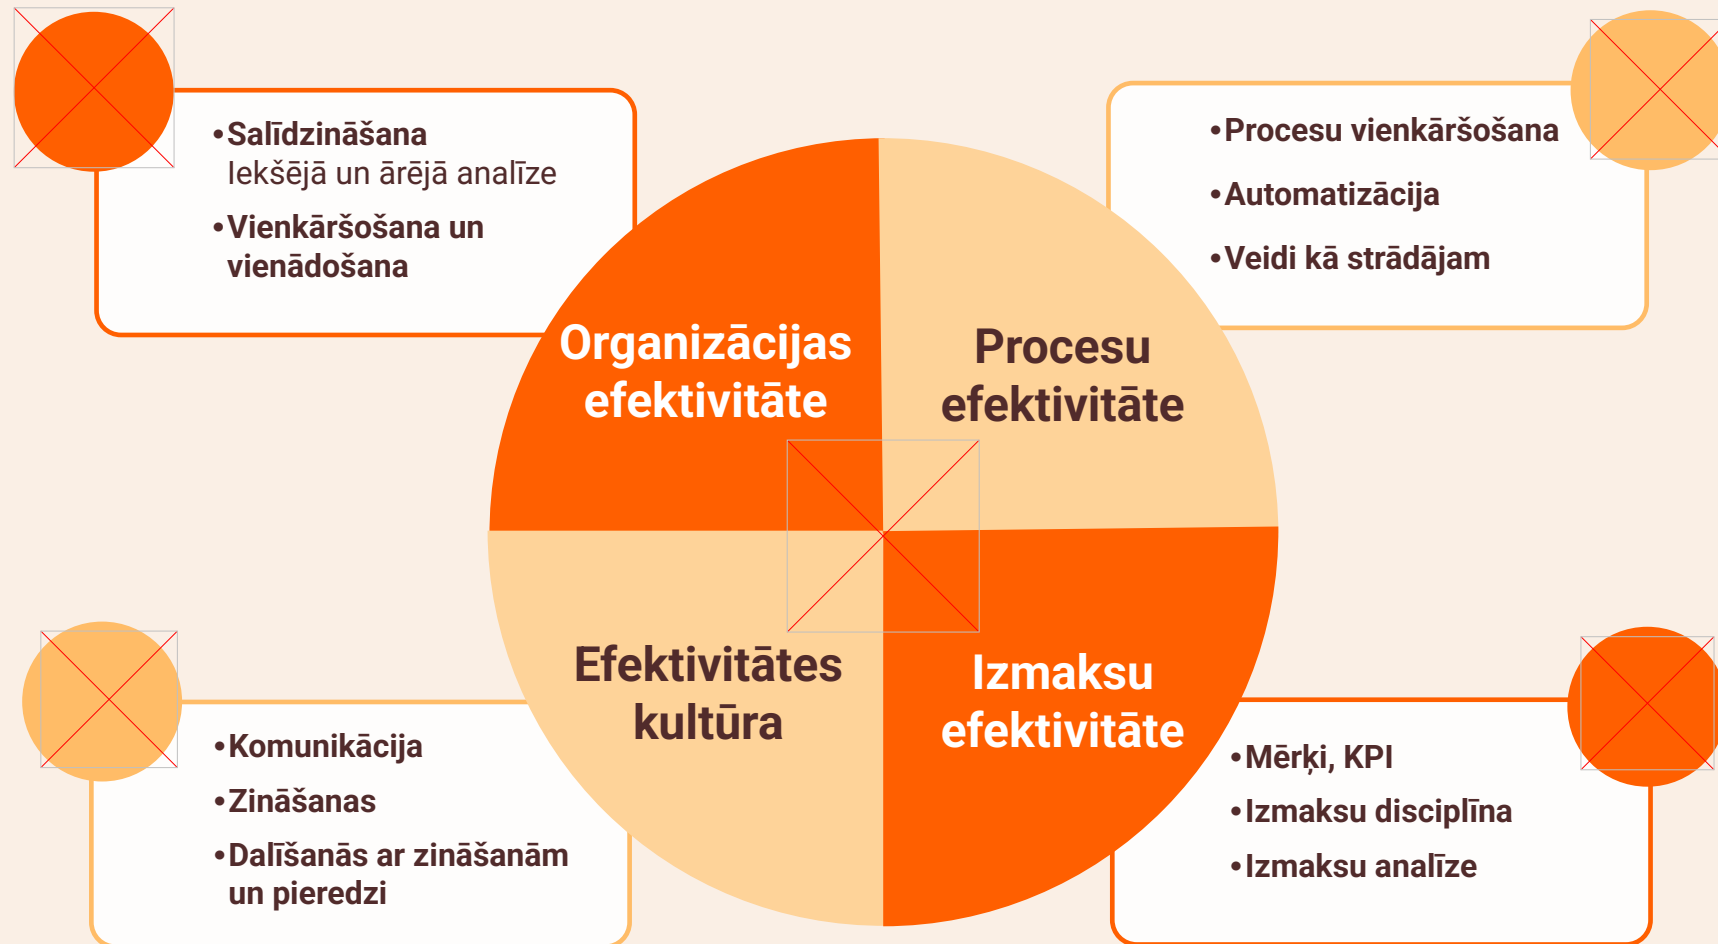 •Salīdzināšana
Iekšējā un ārējā analīze
•Vienkāršošana un
vienādošana
•Procesu vienkāršošana
•Automatizācija
•Veidi kā strādājam
Organizācijas
efektivitāte
Procesu
efektivitāte
Efektivitātes
kultūra
Izmaksu
efektivitāte
•Komunikācija
•Zināšanas
•Dalīšanās ar zināšanām
un pieredzi
•Mērķi, KPI
•Izmaksu disciplīna
•Izmaksu analīze